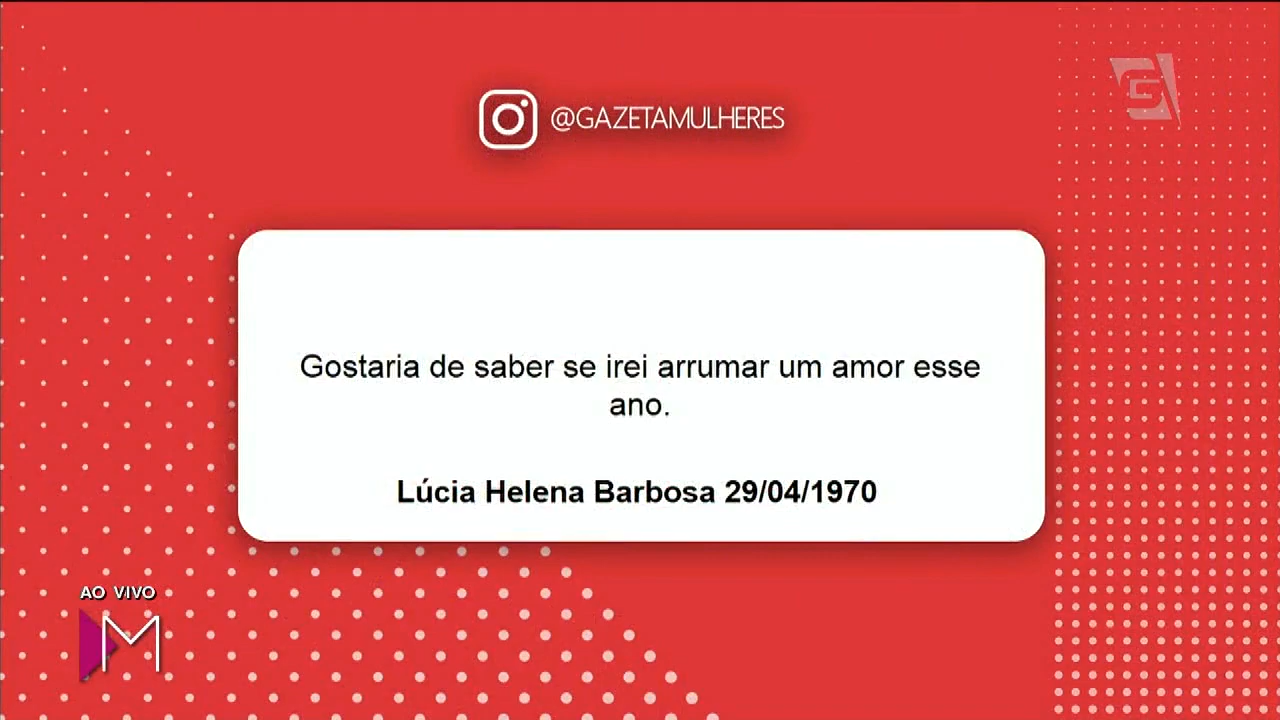 @GAZETAMULHERES
G
Gostaria de saber se irei arrumar um amor esse
ano.
Lúcia Helena Barbosa 29/04/1970
AO VIVO
M